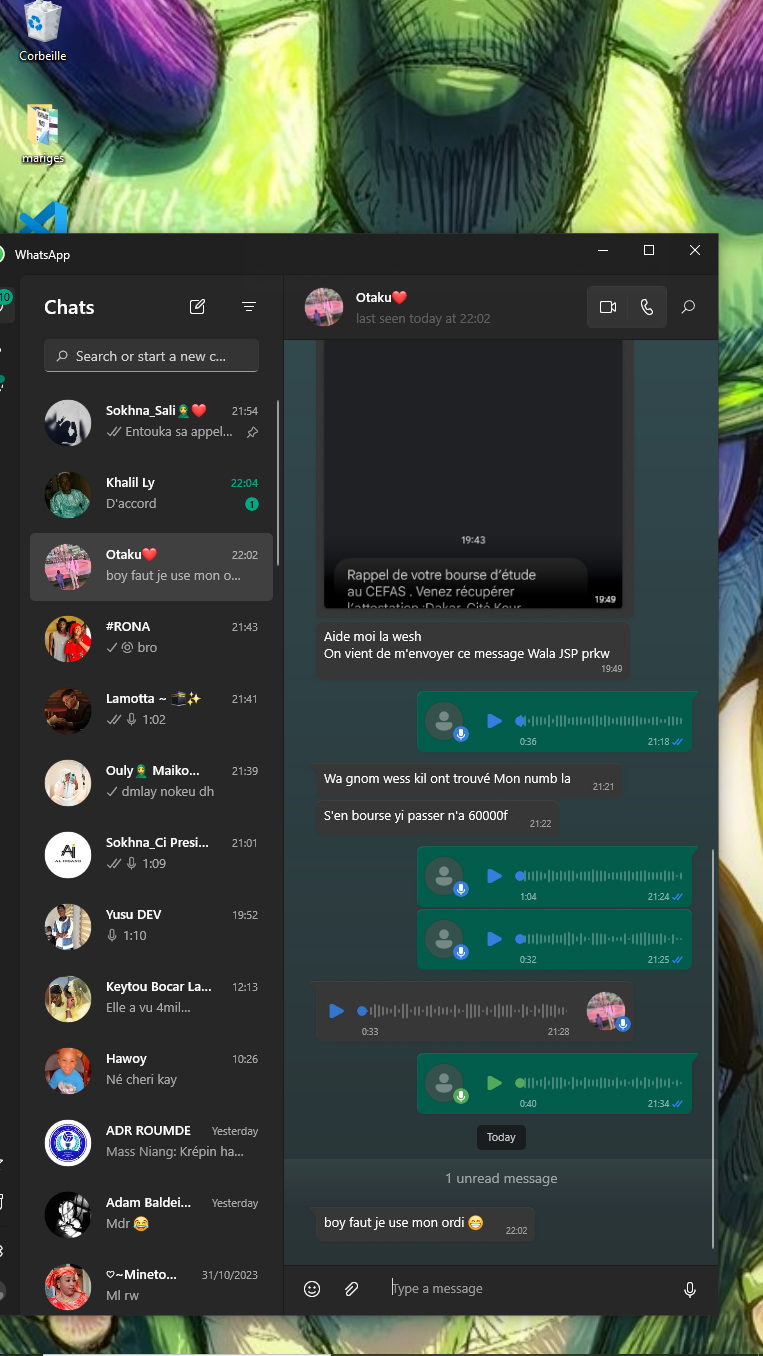 Corbeille
mariges
WhatsApp
10
Chats
Search or start a new c...
Sokhna_Sali🧟‍♂️❤️ 21:54
Entouka sa appel...
Khalil Ly 22:04
D'accord 1
Otaku❤️ 22:02
boy faut je use mon o...
#RONA 21:43
bro
Lamotta ~ 🎩✨ 21:41
1:02
Ouly🧟‍♂️ Maiko... 21:39
dmlay nokeu dh
Sokhna_Ci Presi... 21:01
1:09
Yusu DEV 19:52
1:10
Keytou Bocar La... 12:13
Elle a vu 4mil...
Hawoy 10:26
Né cheri kay
ADR ROUMDE Yesterday
Mass Niang: Krépin ha...
Adam Baldei... Yesterday
Mdr 😂
♡~Mineto... 31/10/2023
Ml rw
Otaku❤️
last seen today at 22:02
19:43
Rappel de votre bourse d'étude
au CEFAS . Venez récupérer
l'attestation :Dakar Cité Keur
19:49
Aide moi la wesh
On vient de m'envoyer ce message Wala JSP prkw
19:49
0:36 21:18
Wa gnom wess kil ont trouvé Mon numb la 21:21
S'en bourse yi passer n'a 60000f 21:22
1:04 21:24
0:32 21:25
0:33 21:28
0:40 21:34
Today
1 unread message
boy faut je use mon ordi 😁 22:02
Type a message